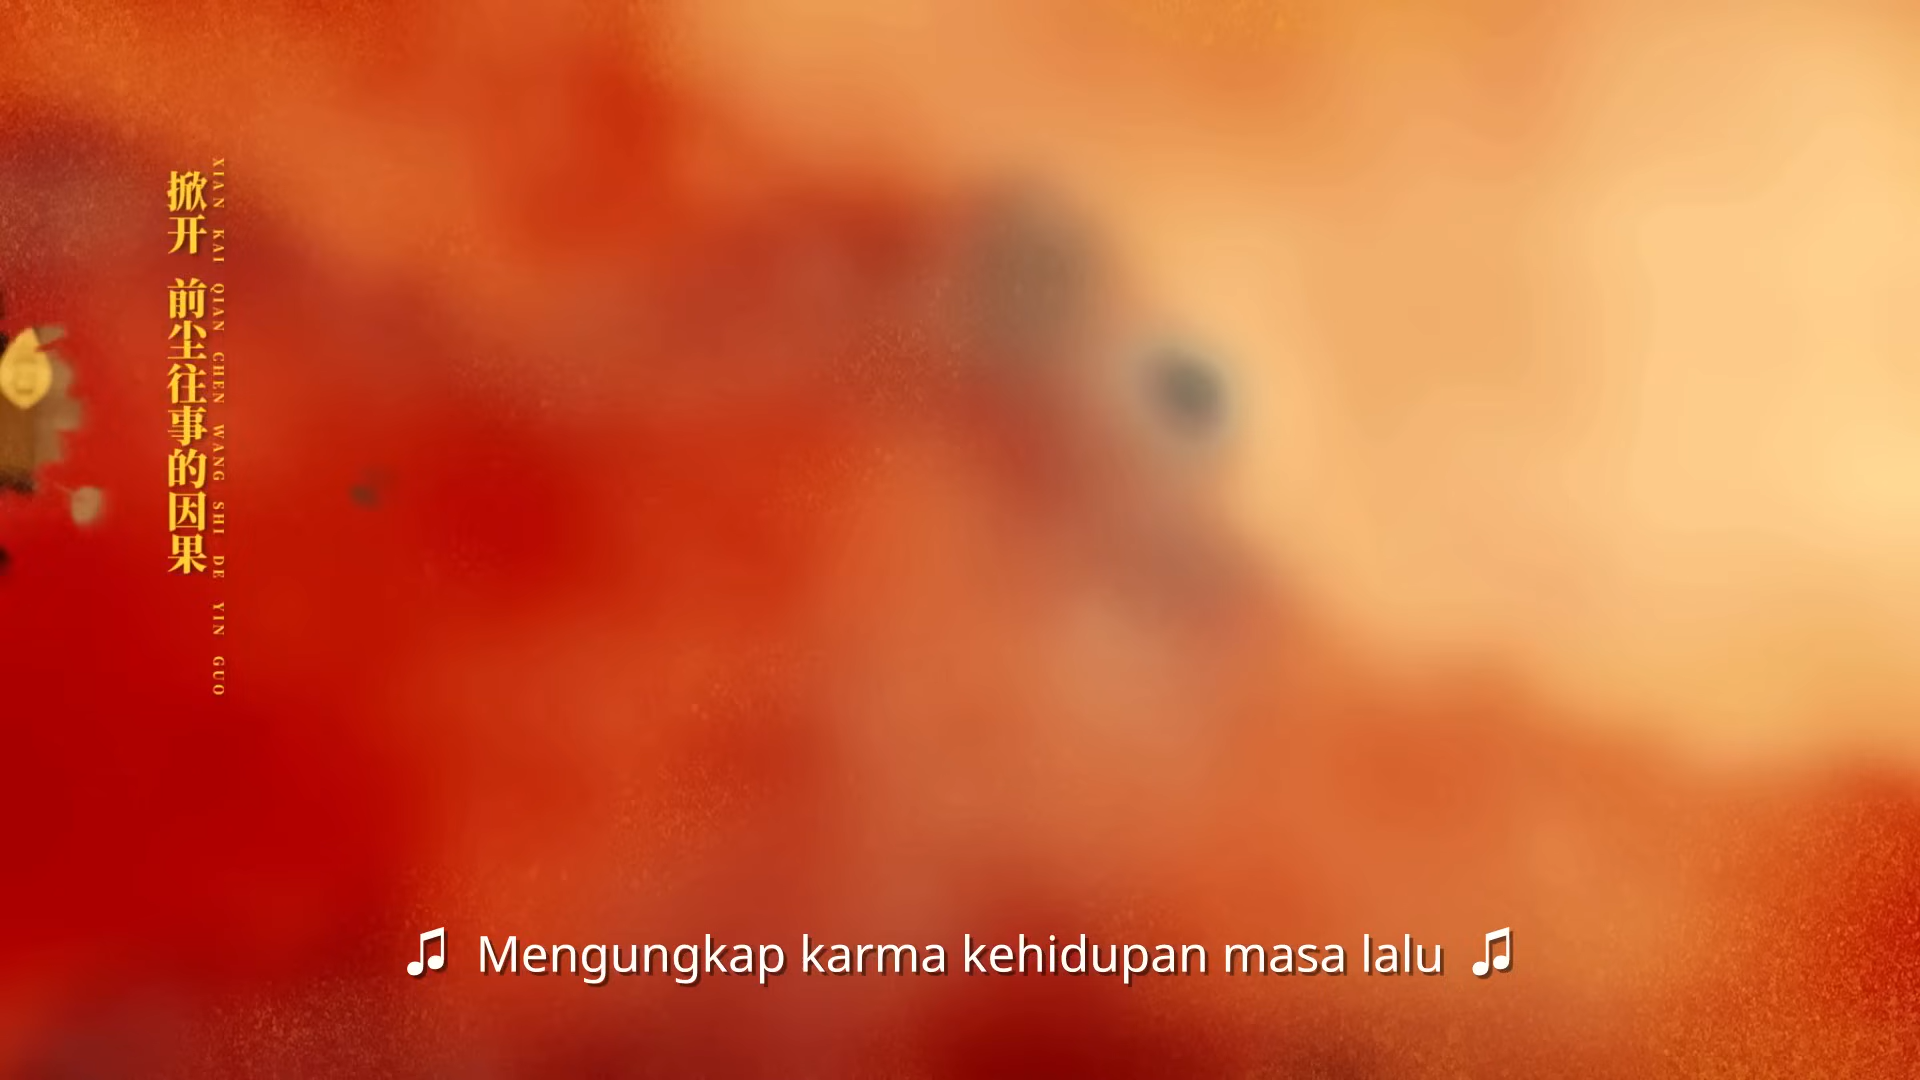 掀开 前尘往事的因果
XIAN KAI QIAN CHEN WANG SHI DE YIN GUO
♫ Mengungkap karma kehidupan masa lalu ♫